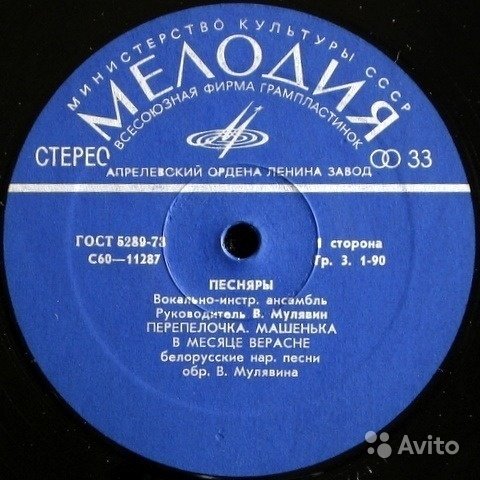 МИНИСТЕРСТВО КУЛЬТУРЫ СССР
МЕЛОДИЯ
ВСЕСОЮЗНАЯ ФИРМА ГРАМПЛАСТИНОК
СТЕРЕО
33
АПРЕЛЕВСКИЙ ОРДЕНА ЛЕНИНА ЗАВОД
ГОСТ 5289-73
1 сторона
С60—11287
Гр. 3. 1-90
ПЕСНЯРЫ
Вокально-инстр. ансамбль
Руководитель В. Мулявин
ПЕРЕПЕЛОЧКА. МАШЕНЬКА
В МЕСЯЦЕ ВЕРАСНЕ
белорусские нар. песни
обр. В. Мулявина
Avito